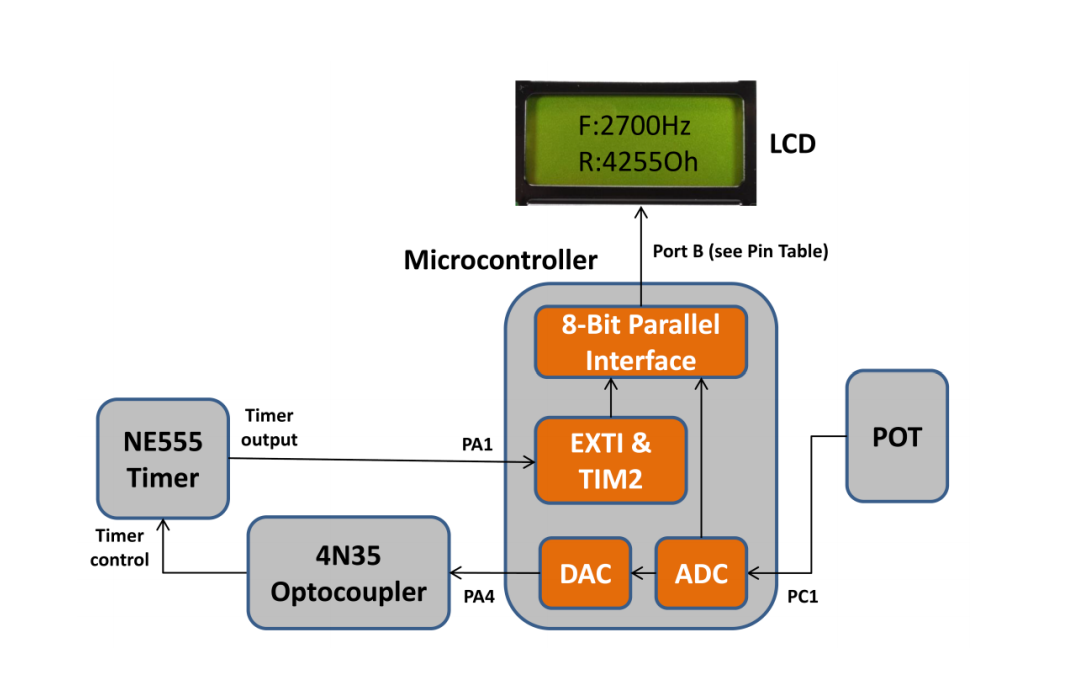 F:2700Hz
R:4255Oh
LCD
Port B (see Pin Table)
Microcontroller
8-Bit Parallel
Interface
Timer
output
NE555
Timer
PA1
EXTI &
TIM2
POT
Timer
control
4N35
Optocoupler
PA4
DAC
ADC
PC1